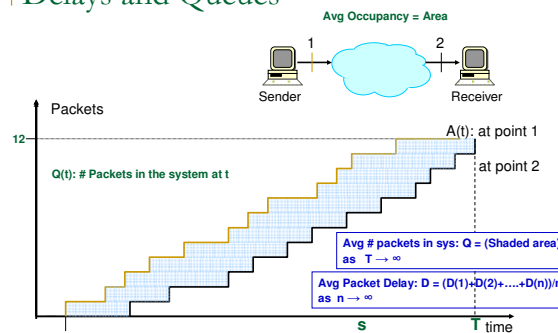 Delays and Queues
Avg Occupancy = Area
1
2
Sender
Receiver
Packets
12
A(t): at point 1
at point 2
Q(t): # Packets in the system at t
Avg # packets in sys: Q = (Shaded area)
as T → ∞
Avg Packet Delay: D = (D(1)+D(2)+....+D(n))/n
as n → ∞
s
T time